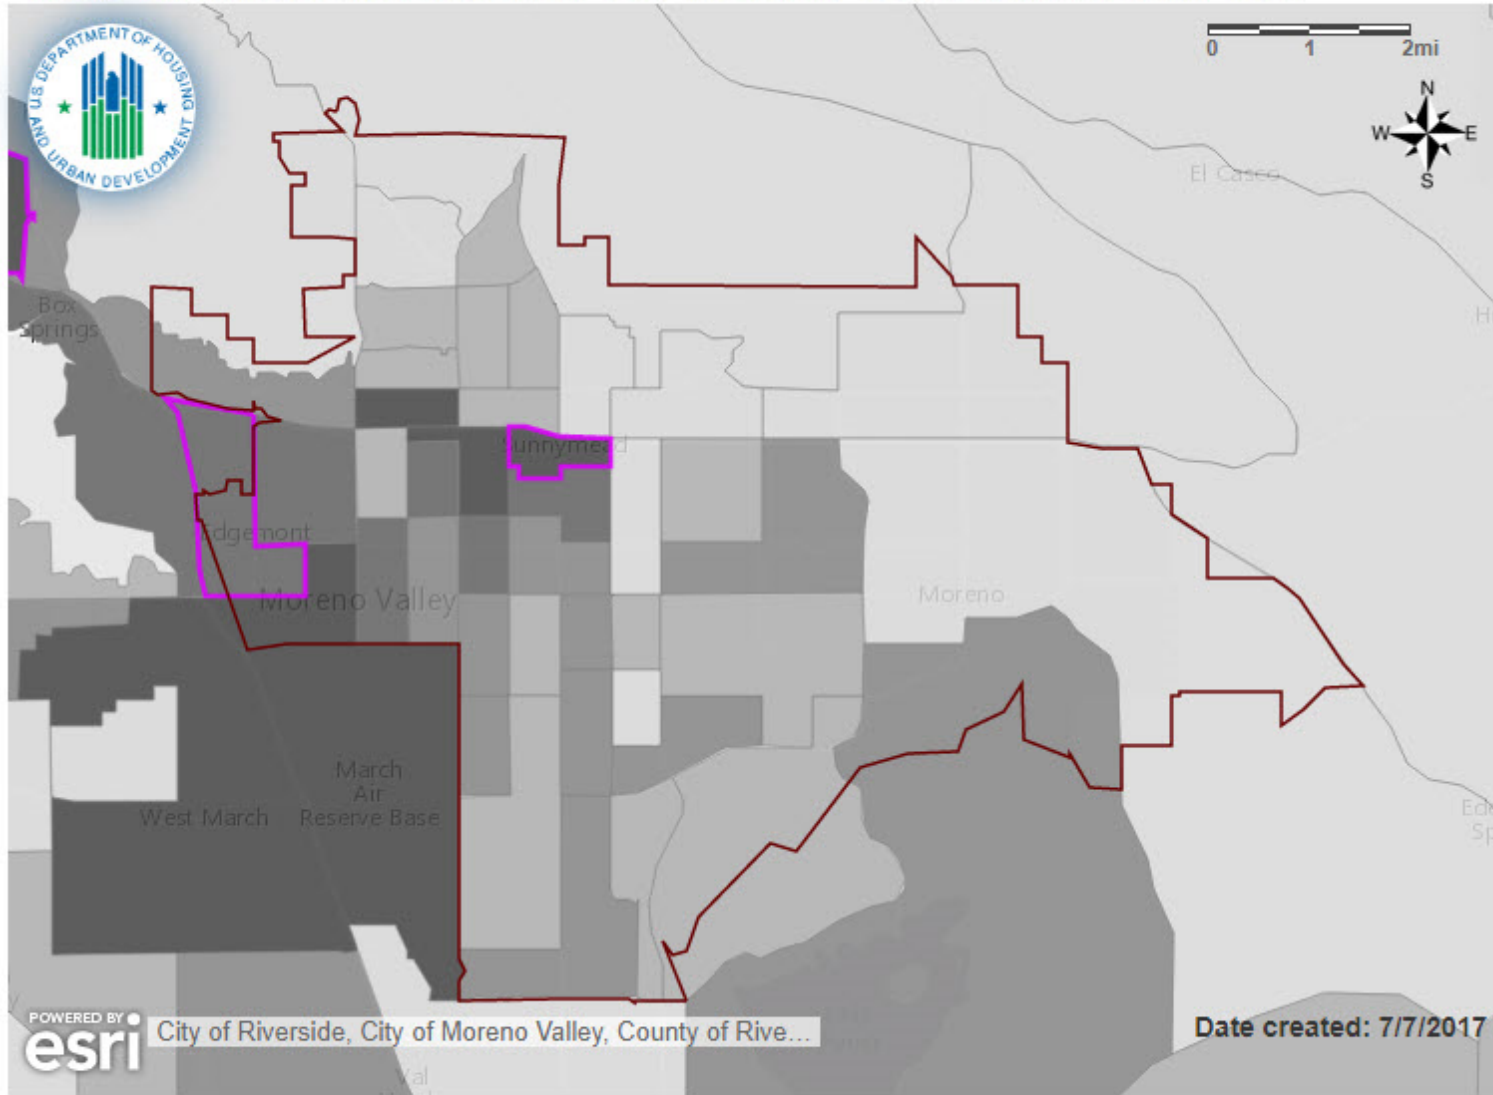 US DEPARTMENT OF HOUSING
AND URBAN DEVELOPMENT
0 1 2mi
N
W E
S
El Casco
Box
Springs
Sunnymead
Edgemont
Moreno Valley
Moreno
March
Air
Reserve Base
West March
POWERED BY
esri
City of Riverside, City of Moreno Valley, County of Rive...
Date created: 7/7/2017
Val